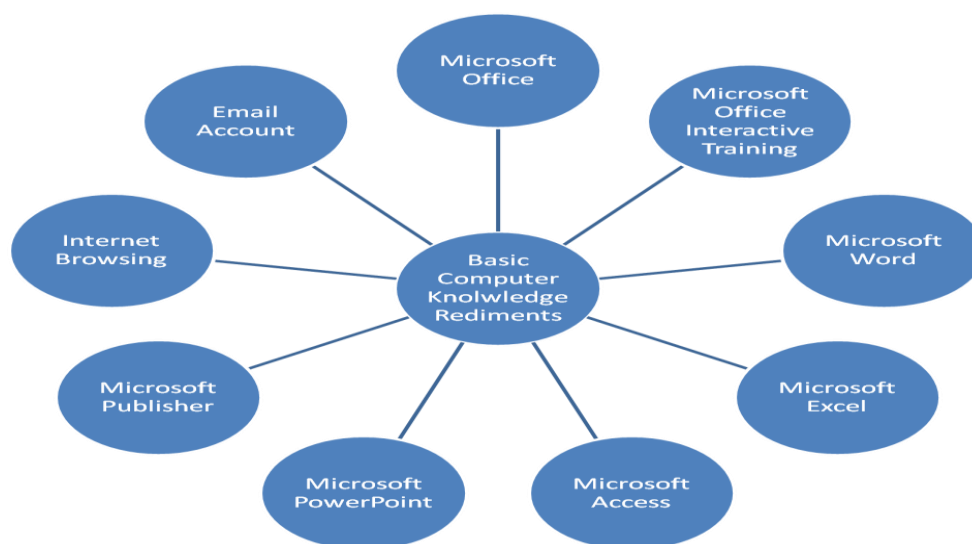 Microsoft
Office
Microsoft
Office
Interactive
Training
Email
Account
Microsoft
Word
Internet
Browsing
Basic
Computer
Knolwledge
Rediments
Microsoft
Excel
Microsoft
Publisher
Microsoft
Access
Microsoft
PowerPoint